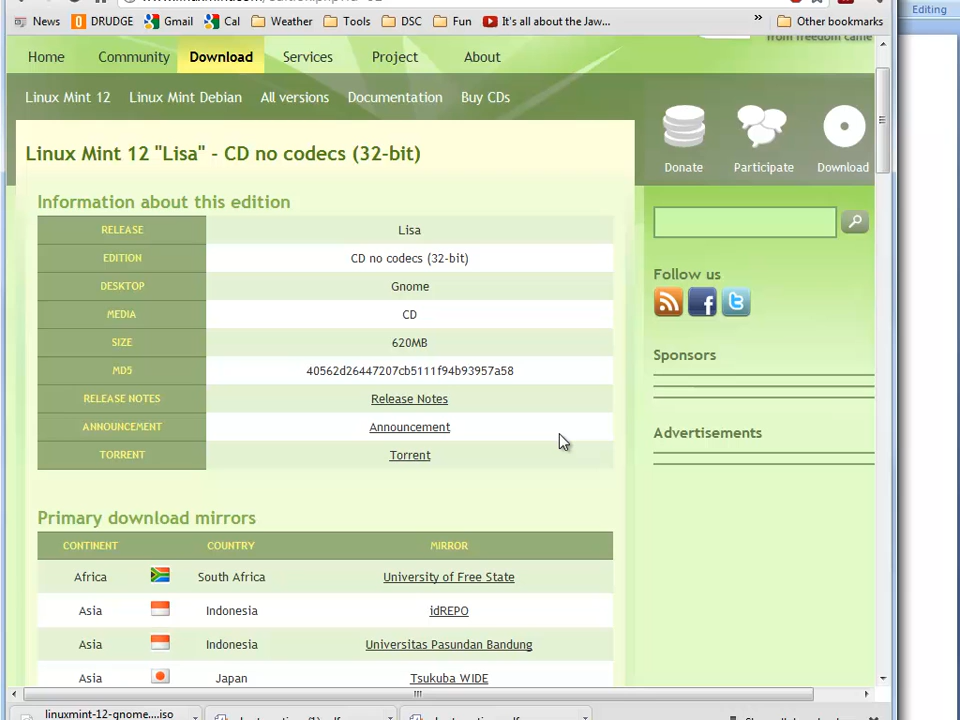 Editing
News DRUDGE Gmail Cal Weather Tools DSC Fun It's all about the Jaw... » Other bookmarks
from freedom came
Home Community Download Services Project About
Linux Mint 12 Linux Mint Debian All versions Documentation Buy CDs
Donate Participate Download
Linux Mint 12 "Lisa" - CD no codecs (32-bit)
Information about this edition
RELEASE Lisa
EDITION CD no codecs (32-bit)
DESKTOP Gnome
MEDIA CD
SIZE 620MB
MD5 40562d26447207cb5111f94b93957a58
RELEASE NOTES Release Notes
ANNOUNCEMENT Announcement
TORRENT Torrent
Follow us
Sponsors
Advertisements
Primary download mirrors
CONTINENT COUNTRY MIRROR
Africa South Africa University of Free State
Asia Indonesia idREPO
Asia Indonesia Universitas Pasundan Bandung
Asia Japan Tsukuba WIDE
linuxmint-12-gnome....iso